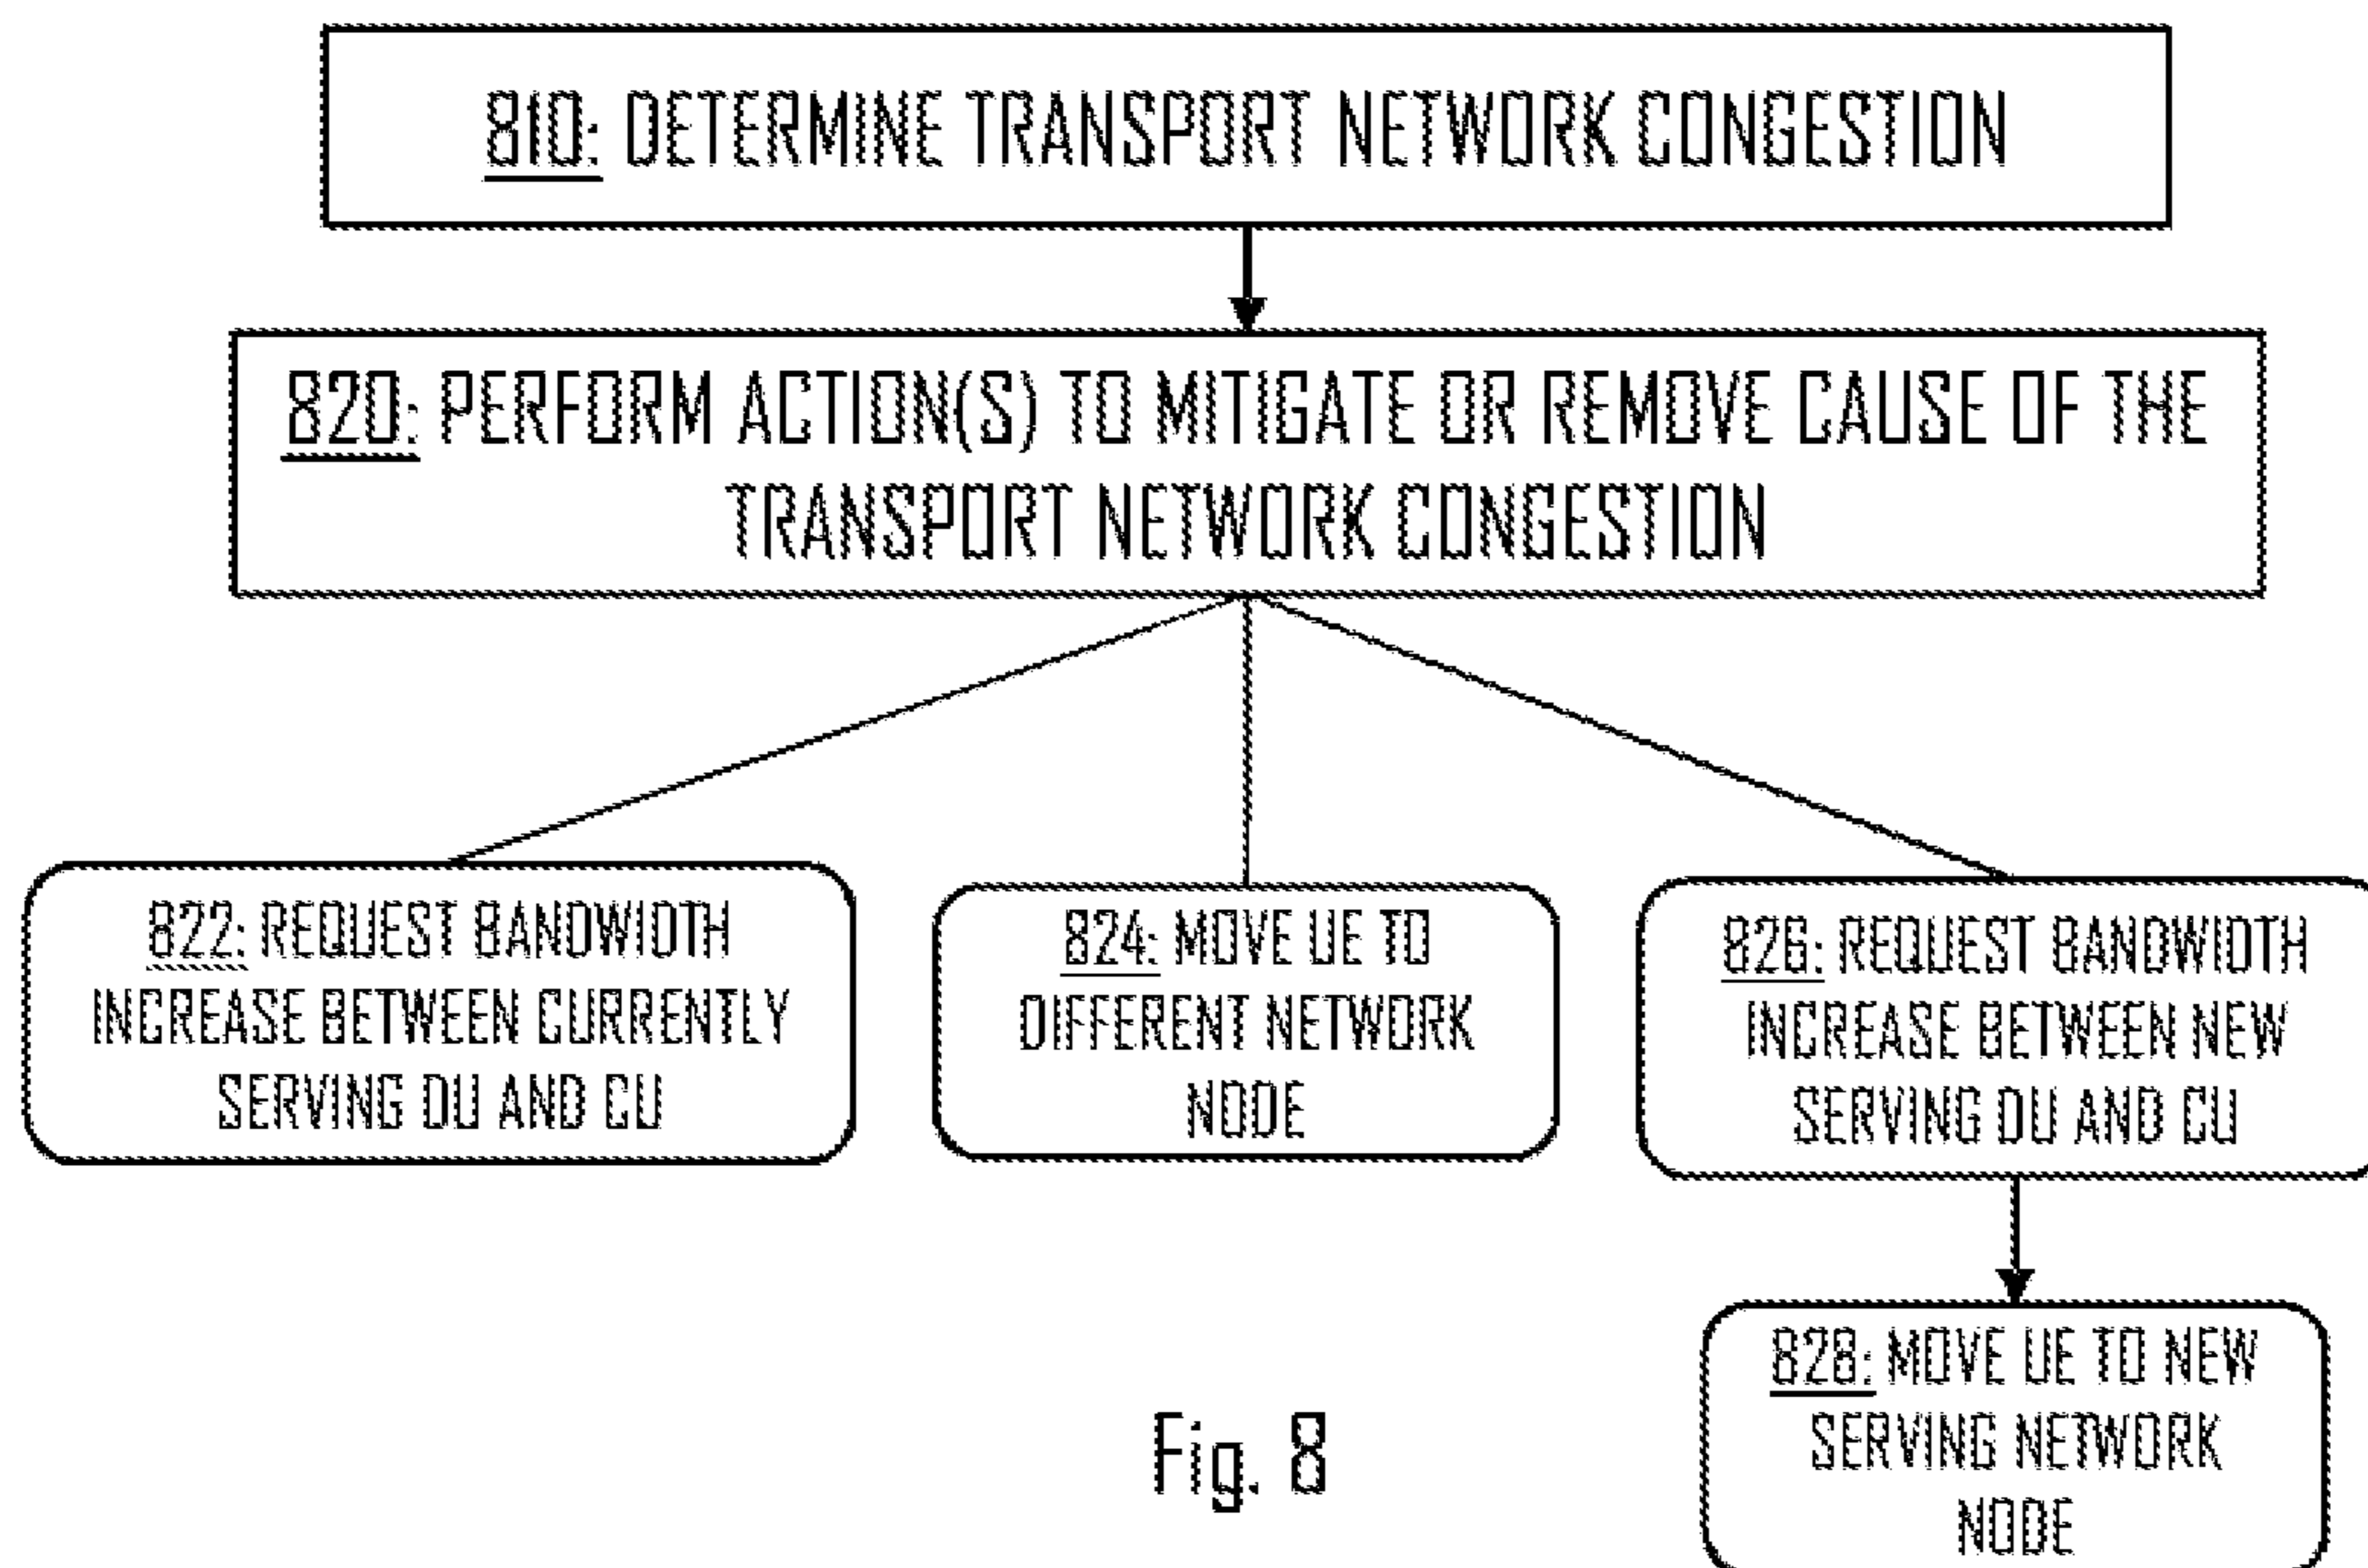 810: DETERMINE TRANSPORT NETWORK CONGESTION
820: PERFORM ACTION(S) TO MITIGATE OR REMOVE CAUSE OF THE
TRANSPORT NETWORK CONGESTION
822: REQUEST BANDWIDTH
INCREASE BETWEEN CURRENTLY
SERVING DU AND CU
824: MOVE UE TO
DIFFERENT NETWORK
NODE
826: REQUEST BANDWIDTH
INCREASE BETWEEN NEW
SERVING DU AND CU
828: MOVE UE TO NEW
SERVING NETWORK
NODE
Fig. 8